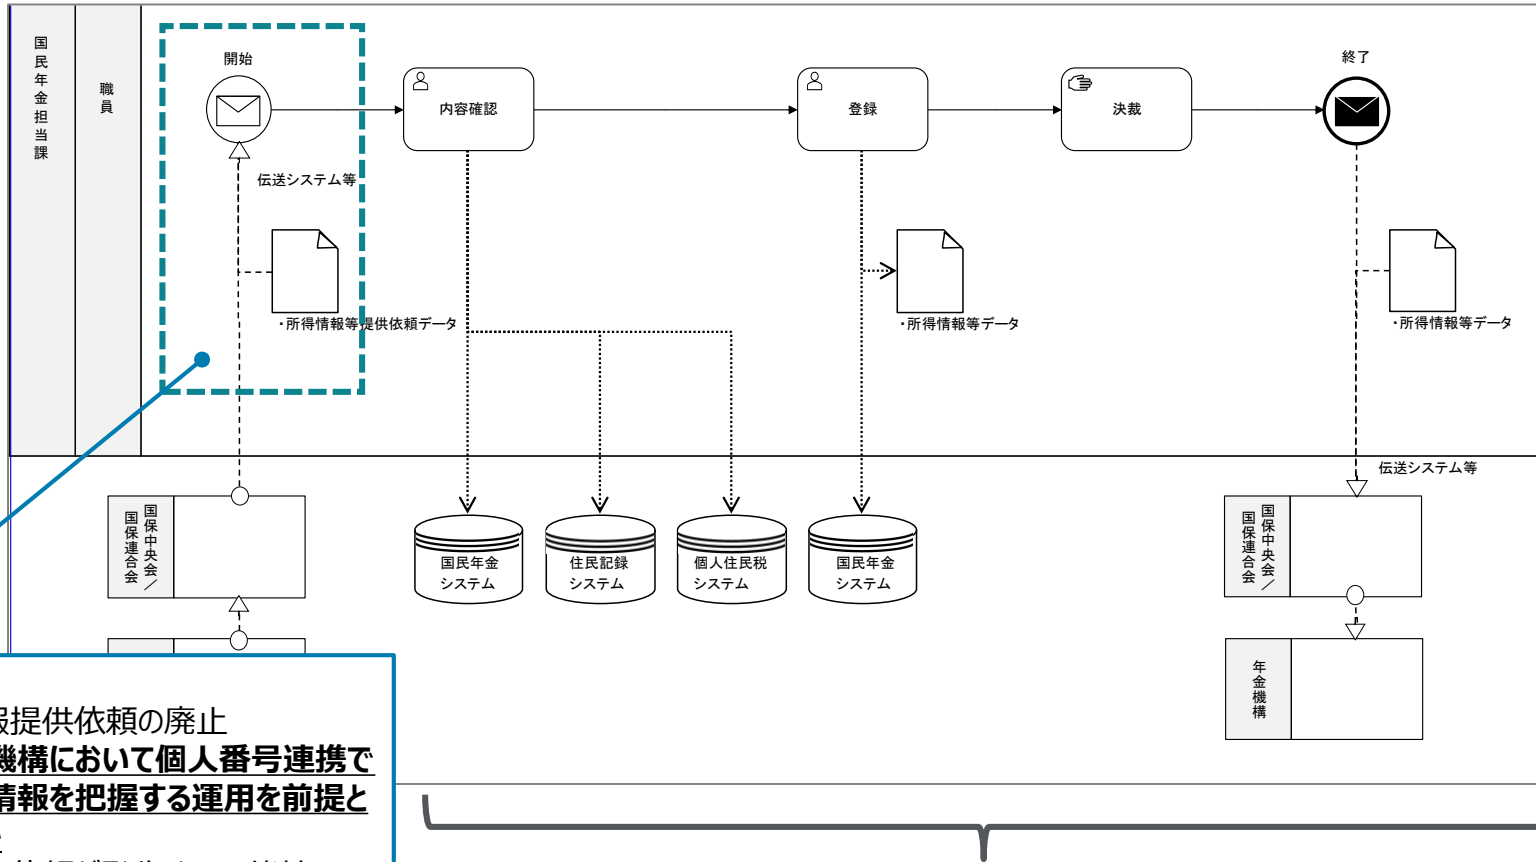 国民年金担当課
職員
開始
内容確認
登録
決裁
終了
伝送システム等
・所得情報等提供依頼データ
・所得情報等データ
・所得情報等データ
伝送システム等
国保中央会／
国保連合会
国民年金
システム
住民記録
システム
個人住民税
システム
国民年金
システム
国保中央会／
国保連合会
年金機構
提供依頼の廃止
機構において個人番号連携で
情報を把握する運用を前提と